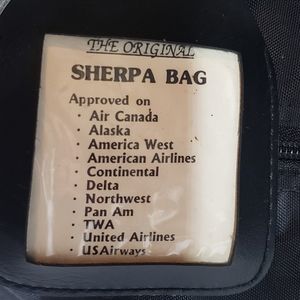 THE ORIGINAL
SHERPA BAG
Approved on
· Air Canada
· Alaska
· America West
· American Airlines
· Continental
· Delta
· Northwest
· Pan Am
· TWA
· United Airlines
· USAirways